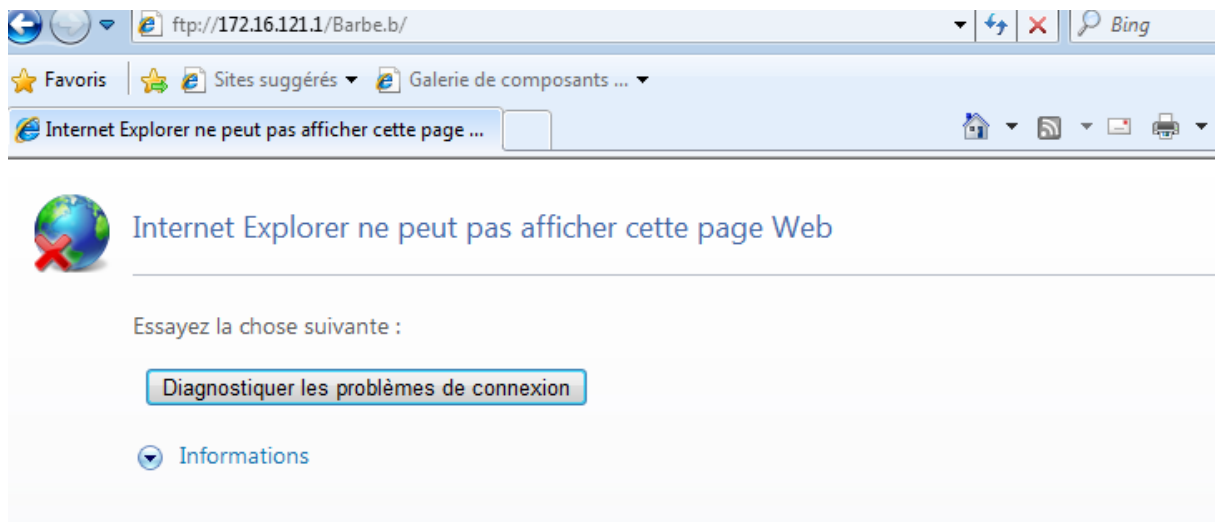 ftp://172.16.121.1/Barbe.b/ Bing
Favoris Sites suggérés Galerie de composants ...
Internet Explorer ne peut pas afficher cette page ...
Internet Explorer ne peut pas afficher cette page Web
Essayez la chose suivante :
Diagnostiquer les problèmes de connexion
Informations